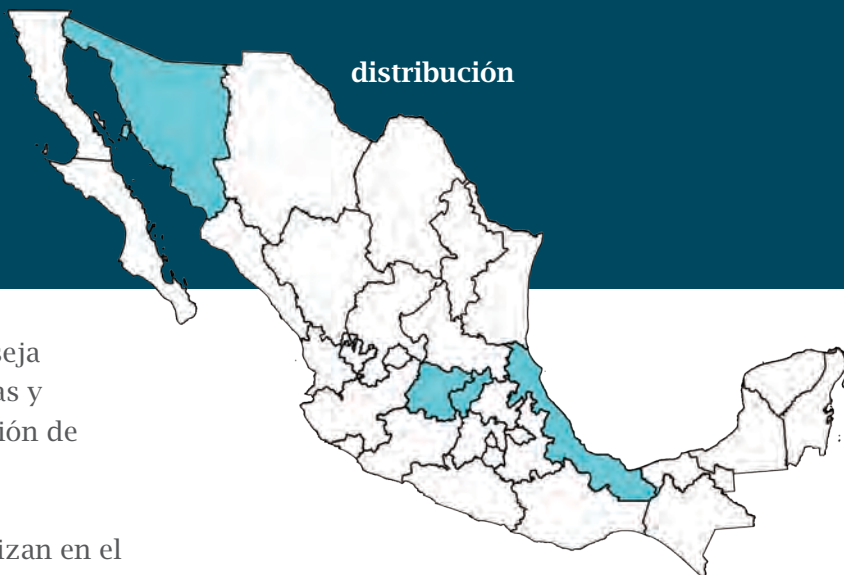 distribución
seja
as y
ión de
izan en el